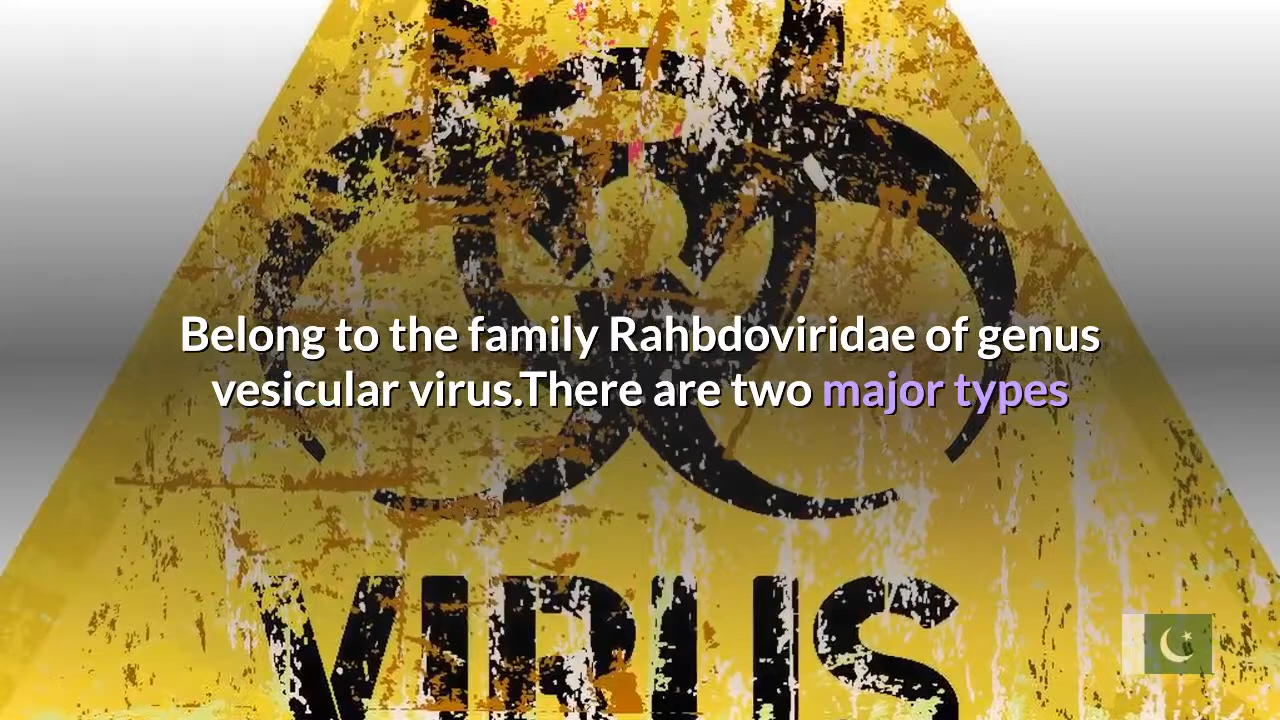 Belong to the family Rahbdoviridae of genus
vesicular virus.There are two major types
VIRUS